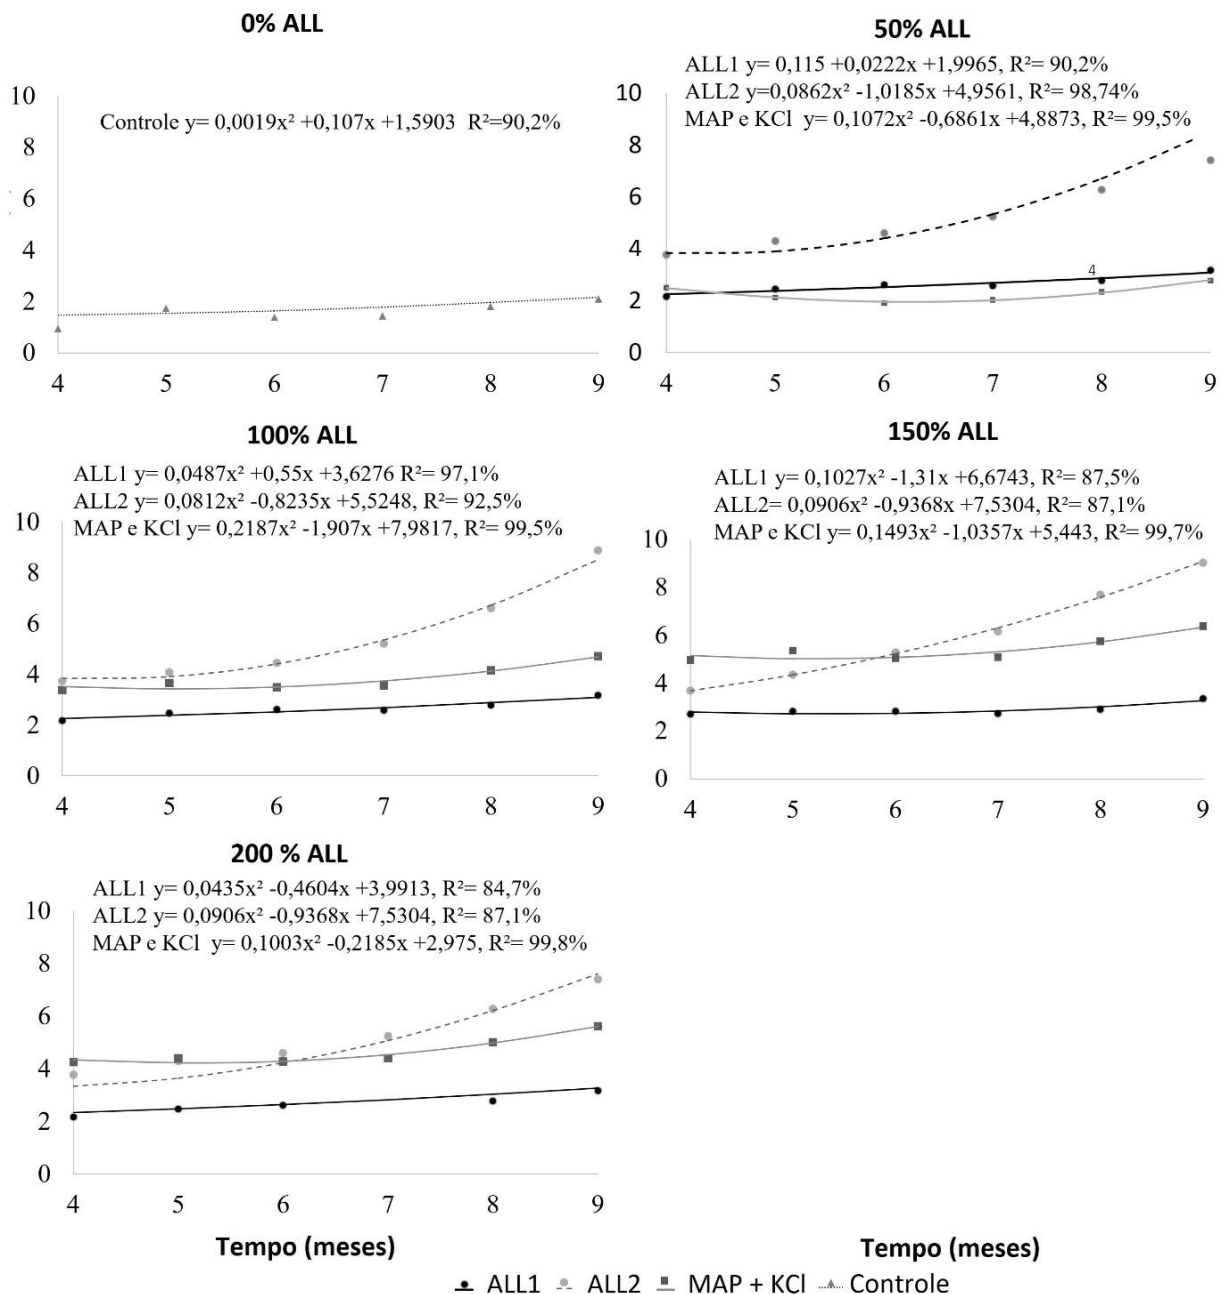 0% ALL
Controle y= 0,0019x² +0,107x +1,5903 R²=90,2%
10
8
6
4
2
0
4 5 6 7 8 9
50% ALL
ALL1 y= 0,115 +0,0222x +1,9965, R²= 90,2%
ALL2 y=0,0862x² -1,0185x +4,9561, R²= 98,74%
MAP e KCl y= 0,1072x² -0,6861x +4,8873, R²= 99,5%
10
8
6
4
4
2
0
4 5 6 7 8 9
100% ALL
ALL1 y= 0,0487x² +0,55x +3,6276 R²= 97,1%
ALL2 y= 0,0812x² -0,8235x +5,5248, R²= 92,5%
MAP e KCl y= 0,2187x² -1,907x +7,9817, R²= 99,5%
10
8
6
4
2
0
4 5 6 7 8 9
150% ALL
ALL1 y= 0,1027x² -1,31x +6,6743, R²= 87,5%
ALL2= 0,0906x² -0,9368x +7,5304, R²= 87,1%
MAP e KCl y= 0,1493x² -1,0357x +5,443, R²= 99,7%
10
8
6
4
2
0
4 5 6 7 8 9
200 % ALL
ALL1 y= 0,0435x² -0,4604x +3,9913, R²= 84,7%
ALL2 y= 0,0906x² -0,9368x +7,5304, R²= 87,1%
MAP e KCl y= 0,1003x² -0,2185x +2,975, R²= 99,8%
10
8
6
4
2
0
4 5 6 7 8 9
Tempo (meses)
Tempo (meses)
ALL1 ALL2 MAP + KCl Controle